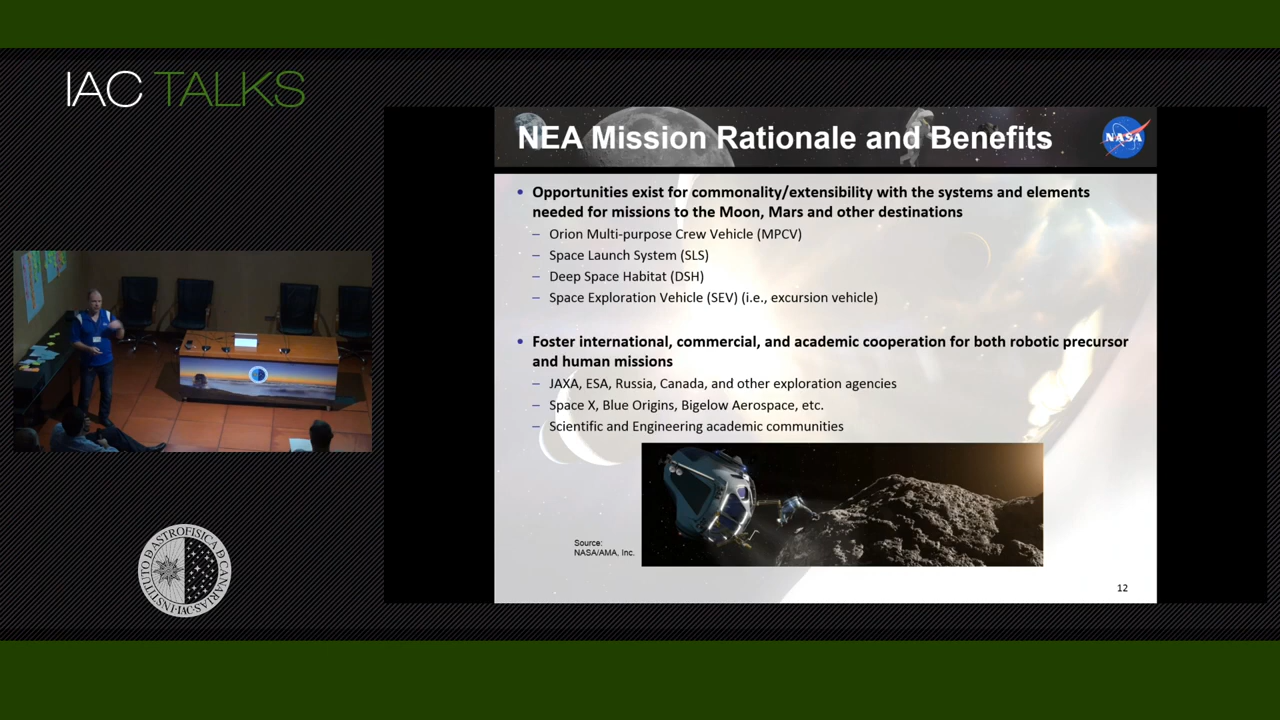 IAC TALKS
NEA Mission Rationale and Benefits
NASA
• Opportunities exist for commonality/extensibility with the systems and elements
needed for missions to the Moon, Mars and other destinations
– Orion Multi-purpose Crew Vehicle (MPCV)
– Space Launch System (SLS)
– Deep Space Habitat (DSH)
– Space Exploration Vehicle (SEV) (i.e., excursion vehicle)
• Foster international, commercial, and academic cooperation for both robotic precursor
and human missions
– JAXA, ESA, Russia, Canada, and other exploration agencies
– Space X, Blue Origins, Bigelow Aerospace, etc.
– Scientific and Engineering academic communities
Source:
NASA/AMA, Inc.
12
INSTITUTO D ASTROFISICA D CANARIAS
·IAC·